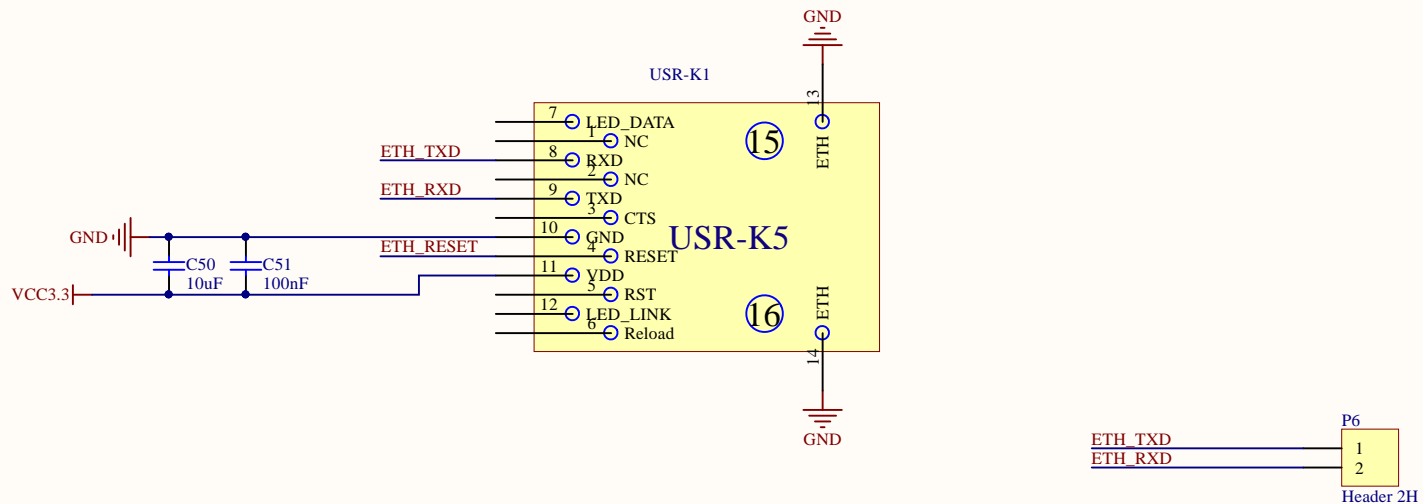 GND
USR-K1
13
7 LED_DATA
1 NC
15
ETH
ETH_TXD 8 RXD
2 NC
ETH_RXD 9 TXD
3 CTS
GND 10 GND
USR-K5
ETH_RESET 4 RESET
C50 C51
11 VDD
10uF 100nF
VCC3.3
5 RST
ETH
12 LED_LINK
16
6 Reload
14
GND
P6
ETH_TXD 1
ETH_RXD 2
Header 2H